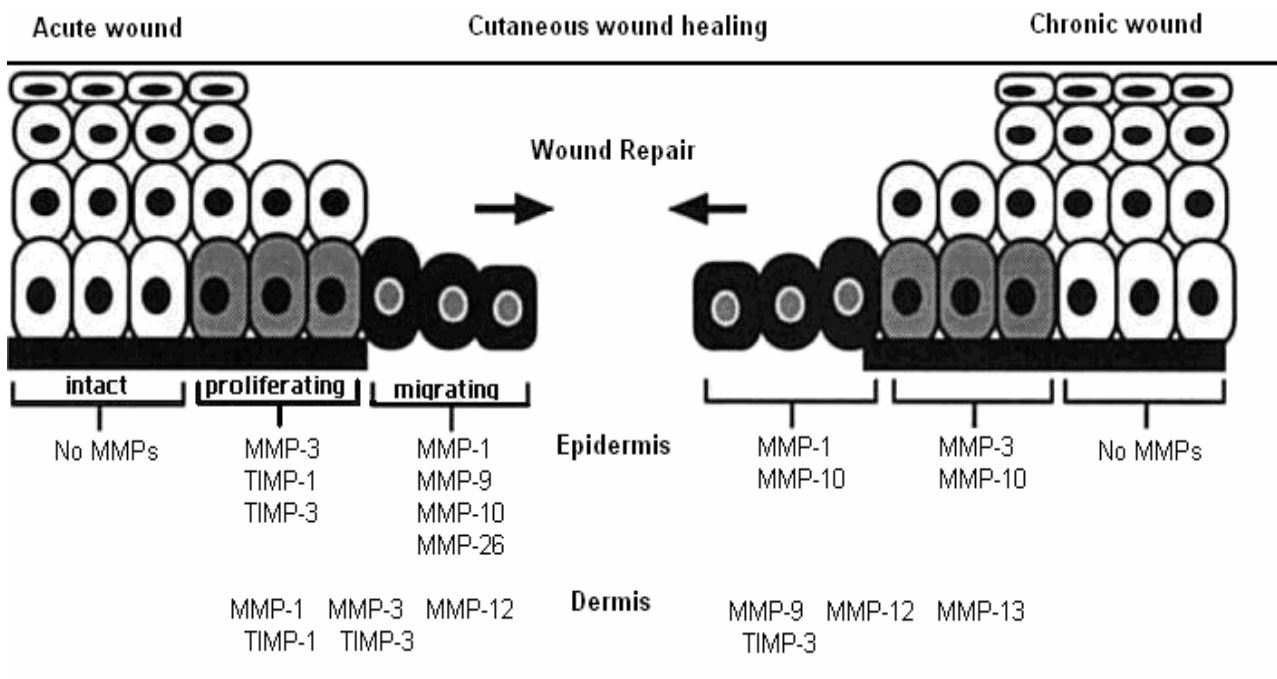 Acute wound Cutaneous wound healing Chronic wound
Wound Repair
intact proliferating migrating
No MMPs MMP-3 MMP-1 Epidermis MMP-1 MMP-3 No MMPs
TIMP-1 MMP-9 MMP-10 MMP-10
TIMP-3 MMP-10
MMP-26
MMP-1 MMP-3 MMP-12 Dermis MMP-9 MMP-12 MMP-13
TIMP-1 TIMP-3 TIMP-3